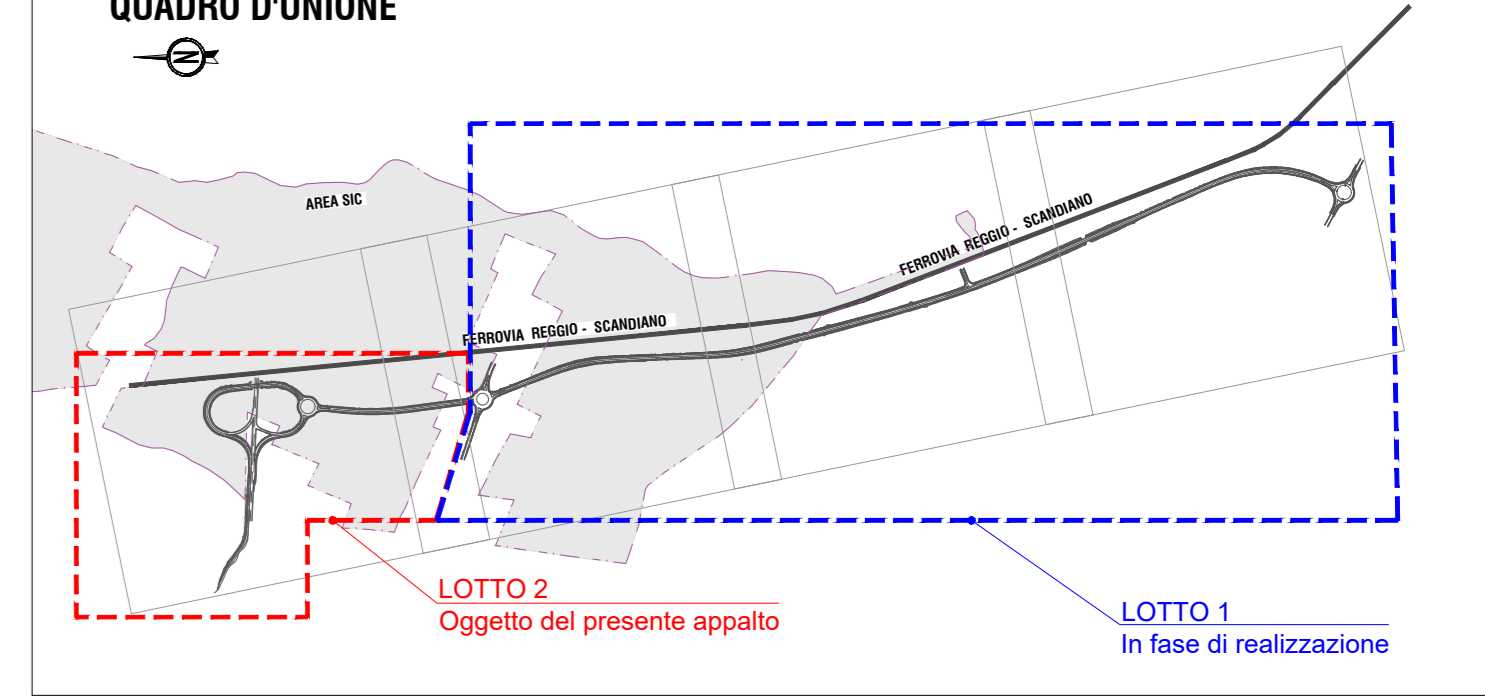 QUADRO D'UNIONE
N
AREA SIC
FERROVIA REGGIO - SCANDIANO
FERROVIA REGGIO - SCANDIANO
LOTTO 2
Oggetto del presente appalto
LOTTO 1
In fase di realizzazione